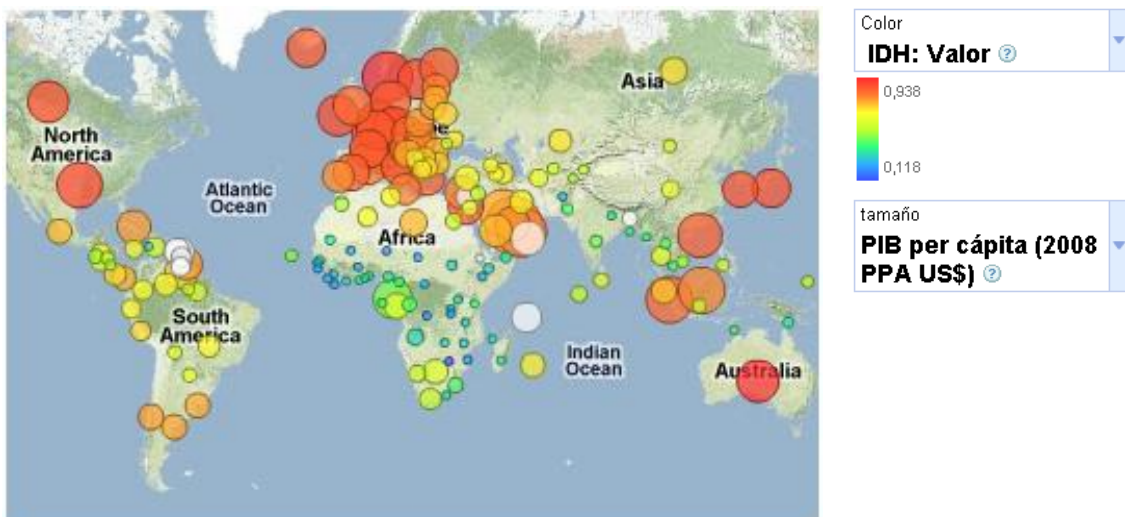 North
America
Atlantic
Ocean
Africa
Asia
South
America
Indian
Ocean
Australia
Color
IDH: Valor ?
0,938
0,118
tamaño
PIB per cápita (2008
PPA US$) ?